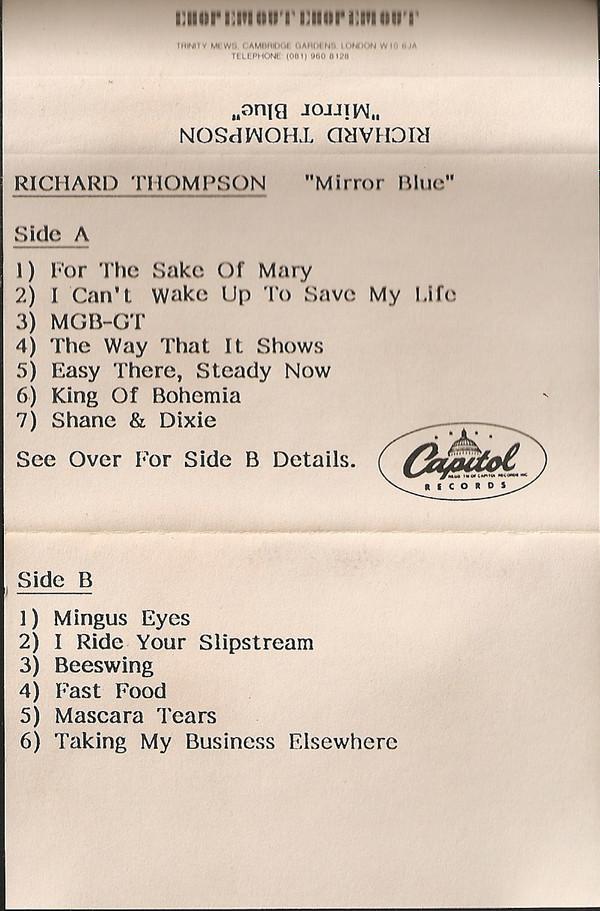 TRINITY MEWS, CAMBRIDGE GARDENS, LONDON W10 6JA
TELEPHONE: (081) 960 8128
RICHARD THOMPSON
"Mirror Blue"
RICHARD THOMPSON "Mirror Blue"
Side A
1) For The Sake Of Mary
2) I Can't Wake Up To Save My Life
3) MGB-GT
4) The Way That It Shows
5) Easy There, Steady Now
6) King Of Bohemia
7) Shane & Dixie
See Over For Side B Details.
Capitol
RECORDS
Side B
1) Mingus Eyes
2) I Ride Your Slipstream
3) Beeswing
4) Fast Food
5) Mascara Tears
6) Taking My Business Elsewhere